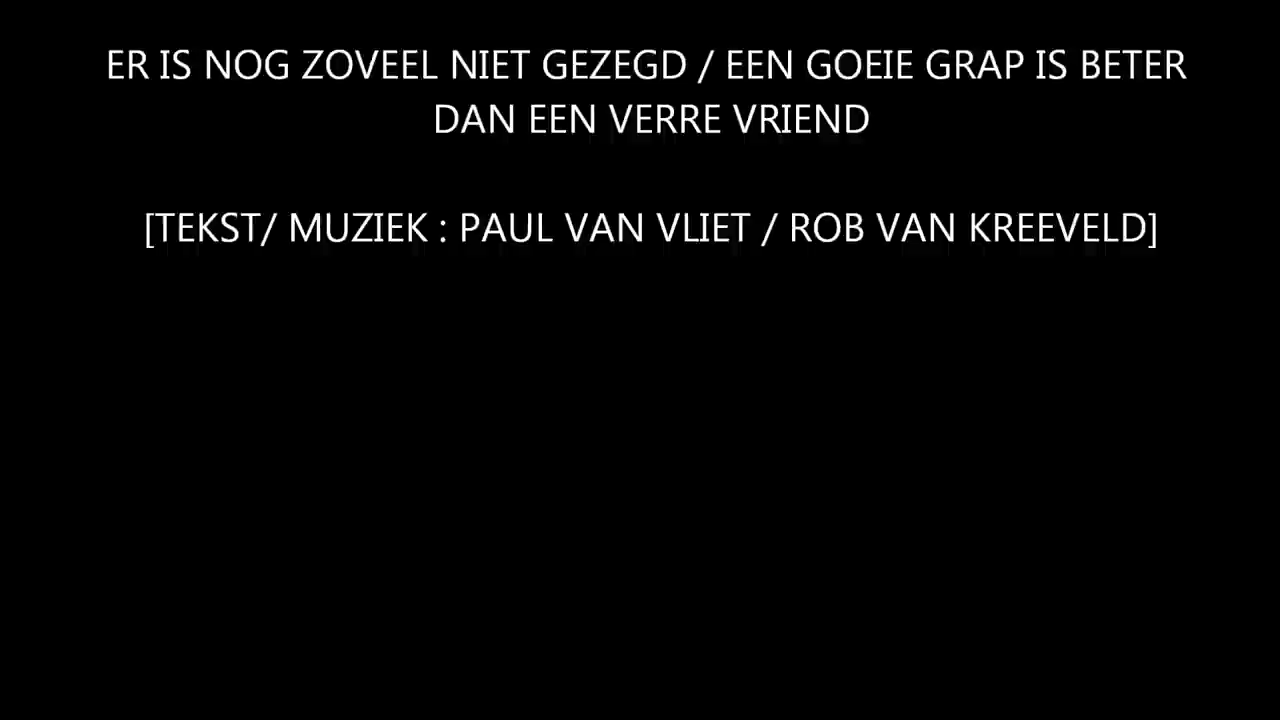 ER IS NOG ZOVEEL NIET GEZEGD / EEN GOEIE GRAP IS BETER
DAN EEN VERRE VRIEND
[TEKST/ MUZIEK : PAUL VAN VLIET / ROB VAN KREEVELD]